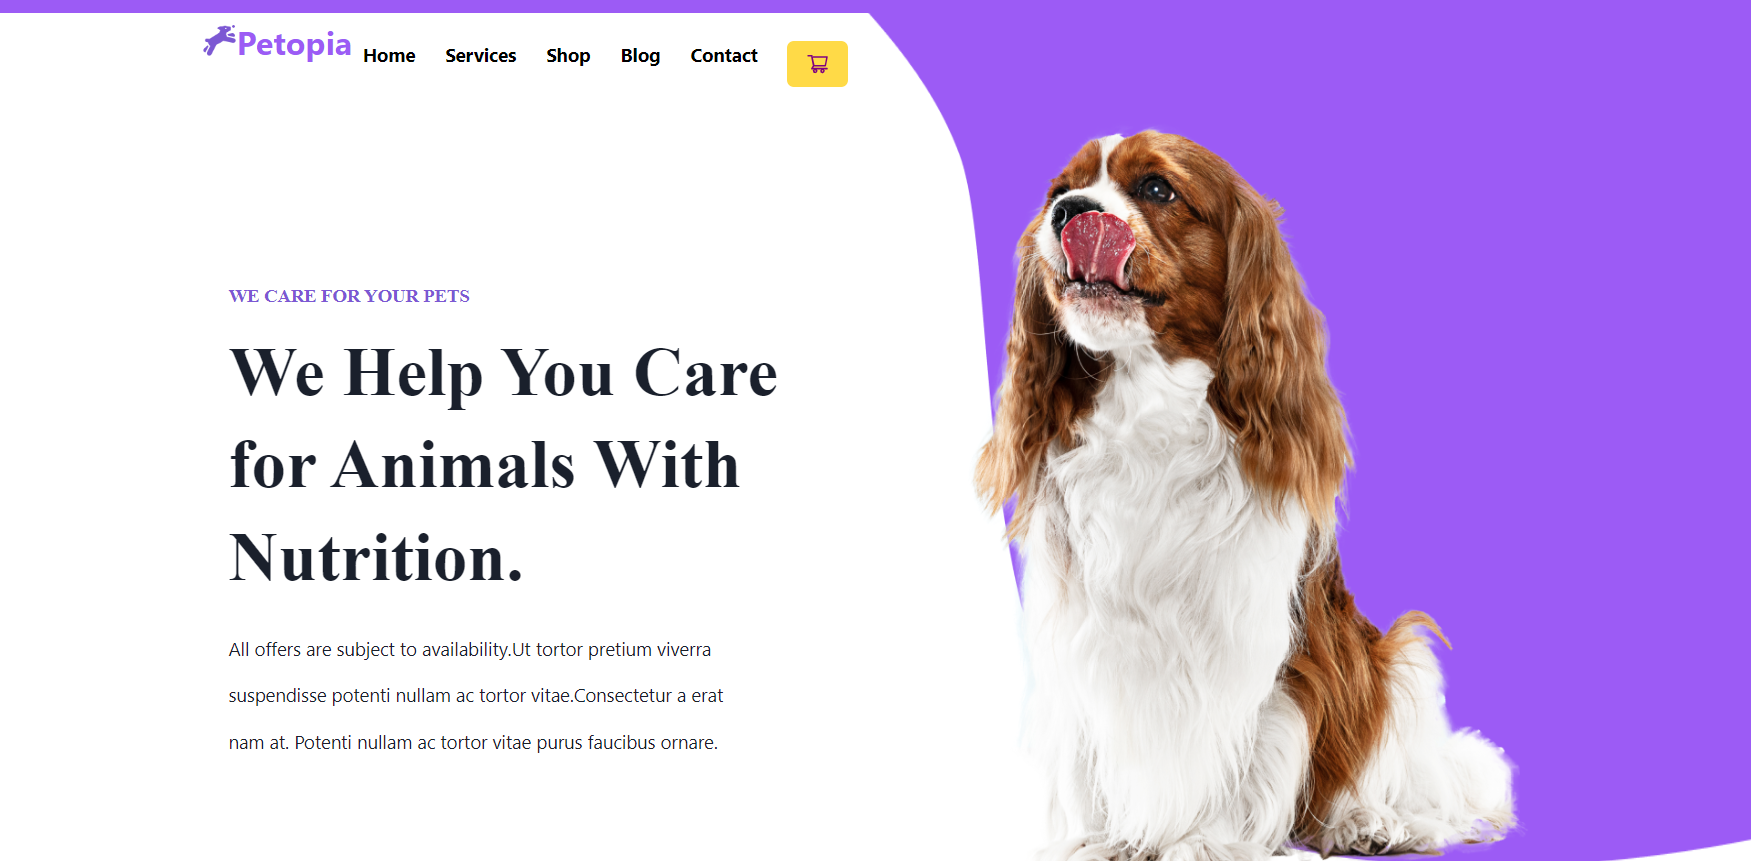 Petopia Home Services Shop Blog Contact
WE CARE FOR YOUR PETS
We Help You Care
for Animals With
Nutrition.
All offers are subject to availability.Ut tortor pretium viverra
suspendisse potenti nullam ac tortor vitae.Consectetur a erat
nam at. Potenti nullam ac tortor vitae purus faucibus ornare.